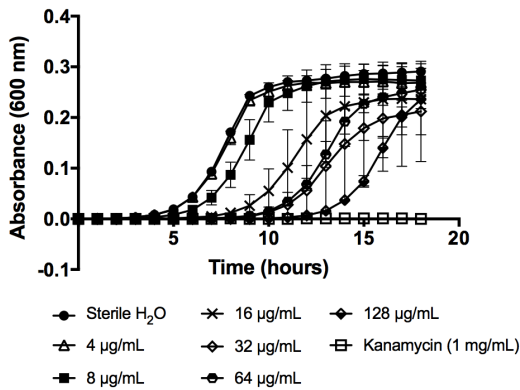 0.4
0.3
0.2
0.1
0.0
-0.1
Absorbance (600 nm)
5 10 15 20
Time (hours)
Sterile H₂O 16 µg/mL 128 µg/mL
4 µg/mL 32 µg/mL Kanamycin (1 mg/mL)
8 µg/mL 64 µg/mL